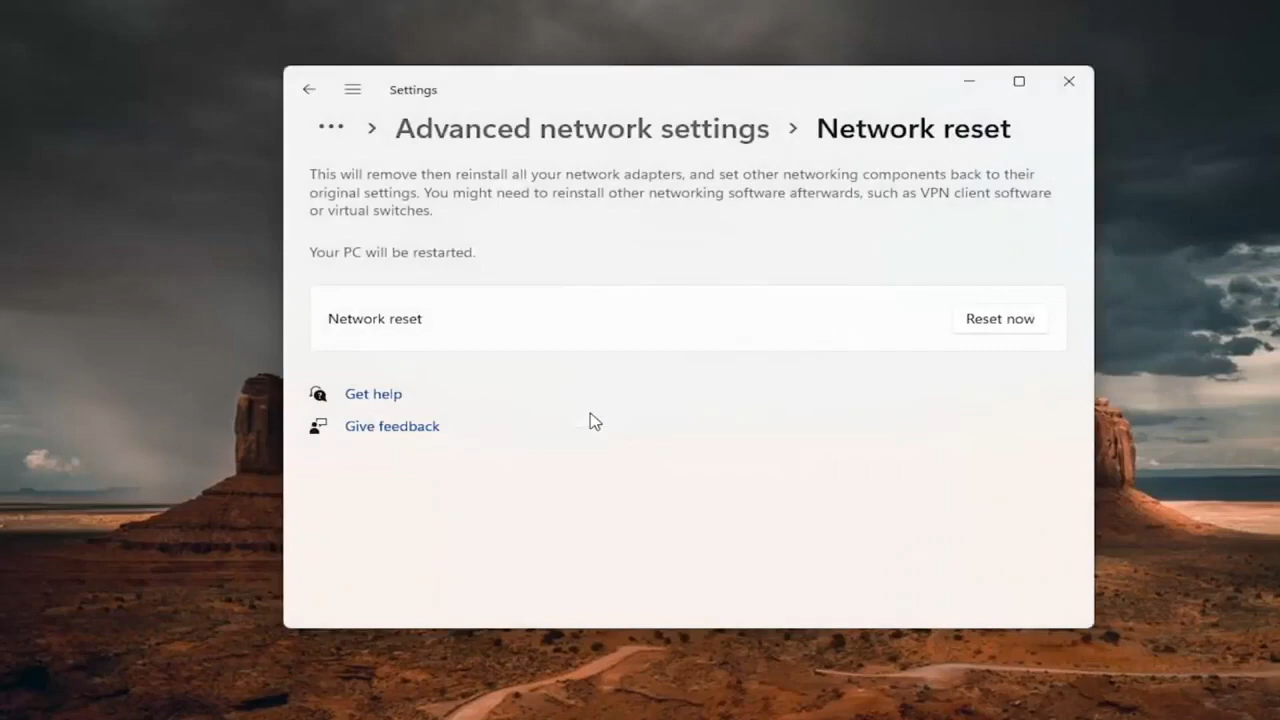 Settings
... > Advanced network settings > Network reset
This will remove then reinstall all your network adapters, and set other networking components back to their
original settings. You might need to reinstall other networking software afterwards, such as VPN client software
or virtual switches.
Your PC will be restarted.
Network reset Reset now
Get help
Give feedback